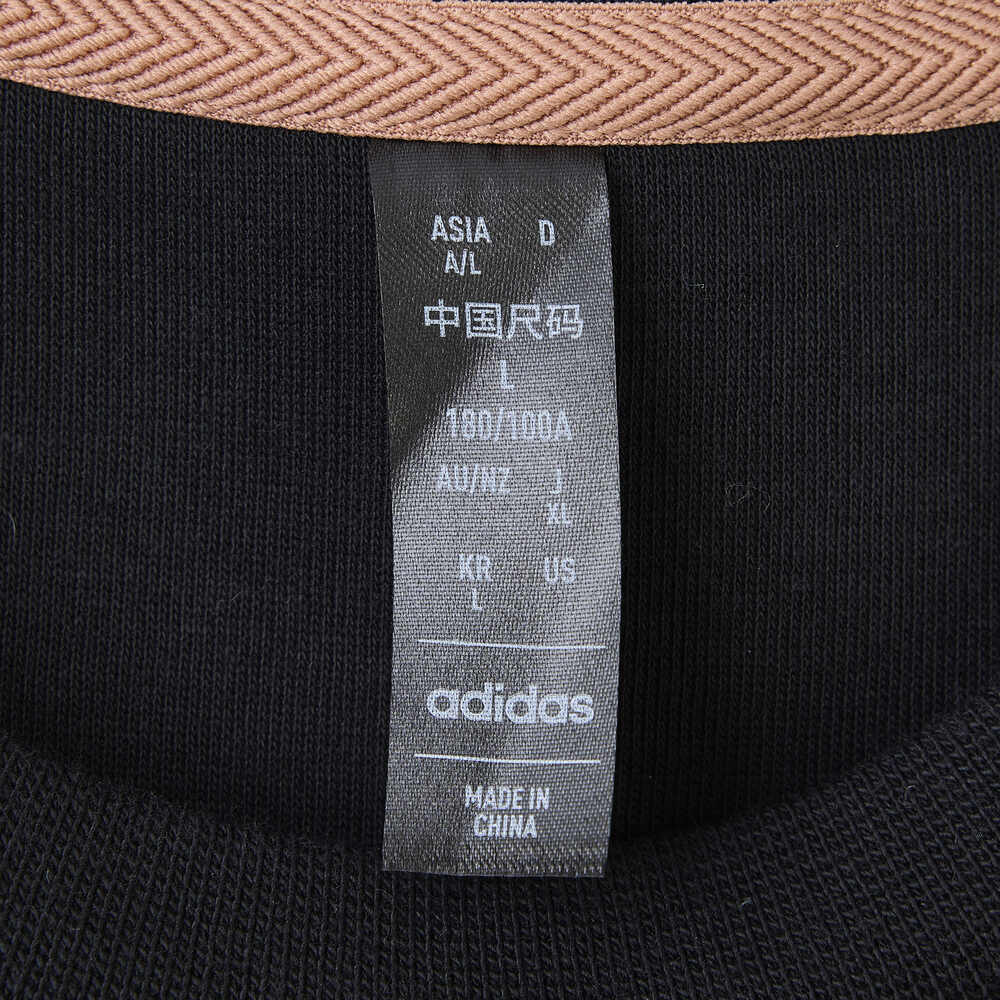 ASIA D
A/L
中国尺码
L
180/100A
AU/NZ J
XL
KR US
L
adidas
MADE IN
CHINA